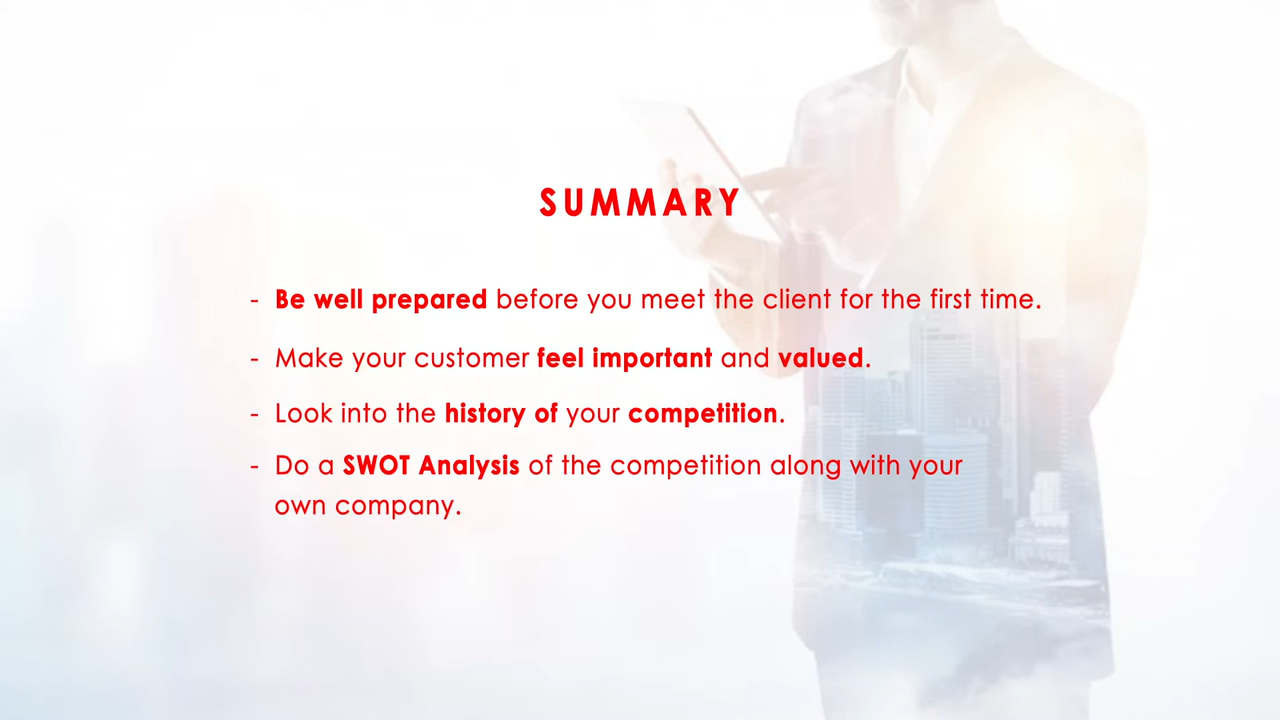 SUMMARY
- Be well prepared before you meet the client for the first time.
- Make your customer feel important and valued.
- Look into the history of your competition.
- Do a SWOT Analysis of the competition along with your
own company.